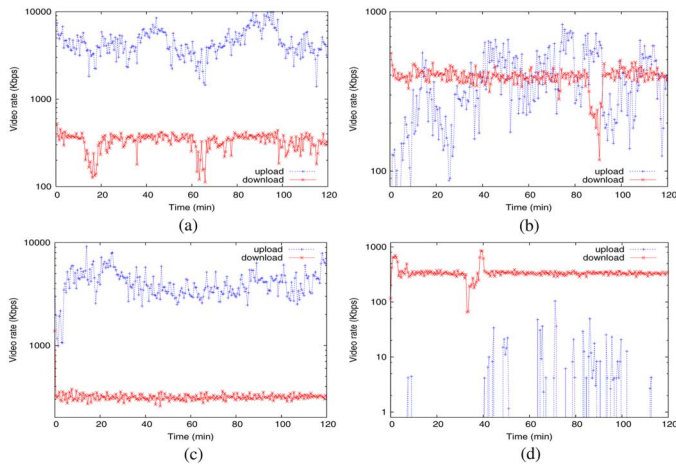 10000
1000
100
Video rate (Kbps)
upload
download
0 20 40 60 80 100 120
Time (min)
(a)
1000
100
Video rate (Kbps)
upload
download
0 20 40 60 80 100 120
Time (min)
(b)
10000
1000
Video rate (Kbps)
upload
download
0 20 40 60 80 100 120
Time (min)
(c)
1000
100
10
1
Video rate (Kbps)
upload
download
0 20 40 60 80 100 120
Time (min)
(d)